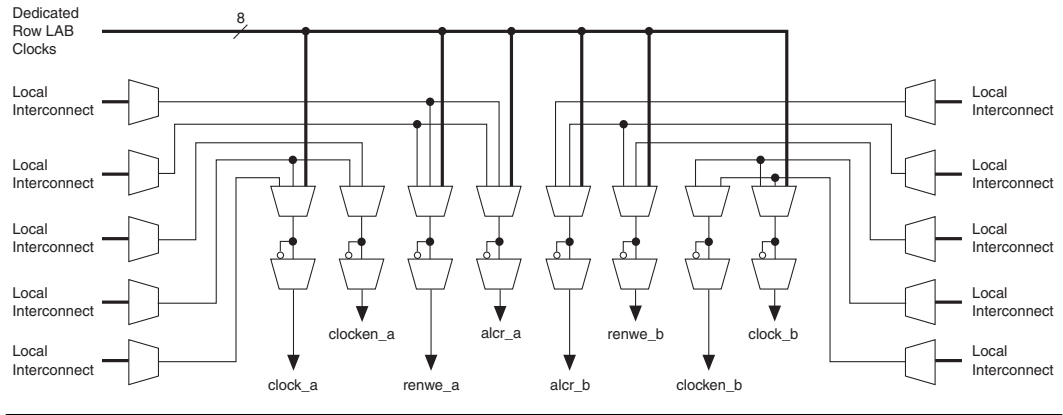 Dedicated
Row LAB
Clocks
8
Local
Interconnect
Local
Interconnect
Local
Interconnect
Local
Interconnect
Local
Interconnect
Local
Interconnect
Local
Interconnect
Local
Interconnect
Local
Interconnect
Local
Interconnect
clocken_a
alcr_a
renwe_b
clock_b
clock_a
renwe_a
alcr_b
clocken_b